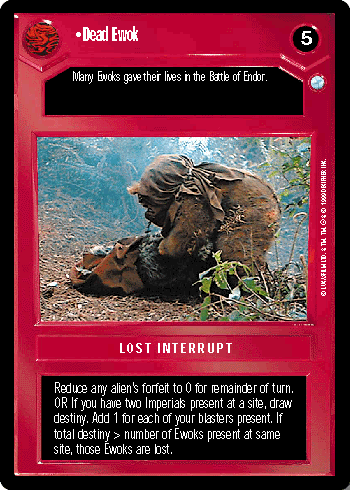 •Dead Ewok
5
Many Ewoks gave their lives in the Battle of Endor.
LOST INTERRUPT
Reduce any alien's forfeit to 0 for remainder of turn.
OR If you have two Imperials present at a site, draw
destiny. Add 1 for each of your blasters present. If
total destiny > number of Ewoks present at same
site, those Ewoks are lost.